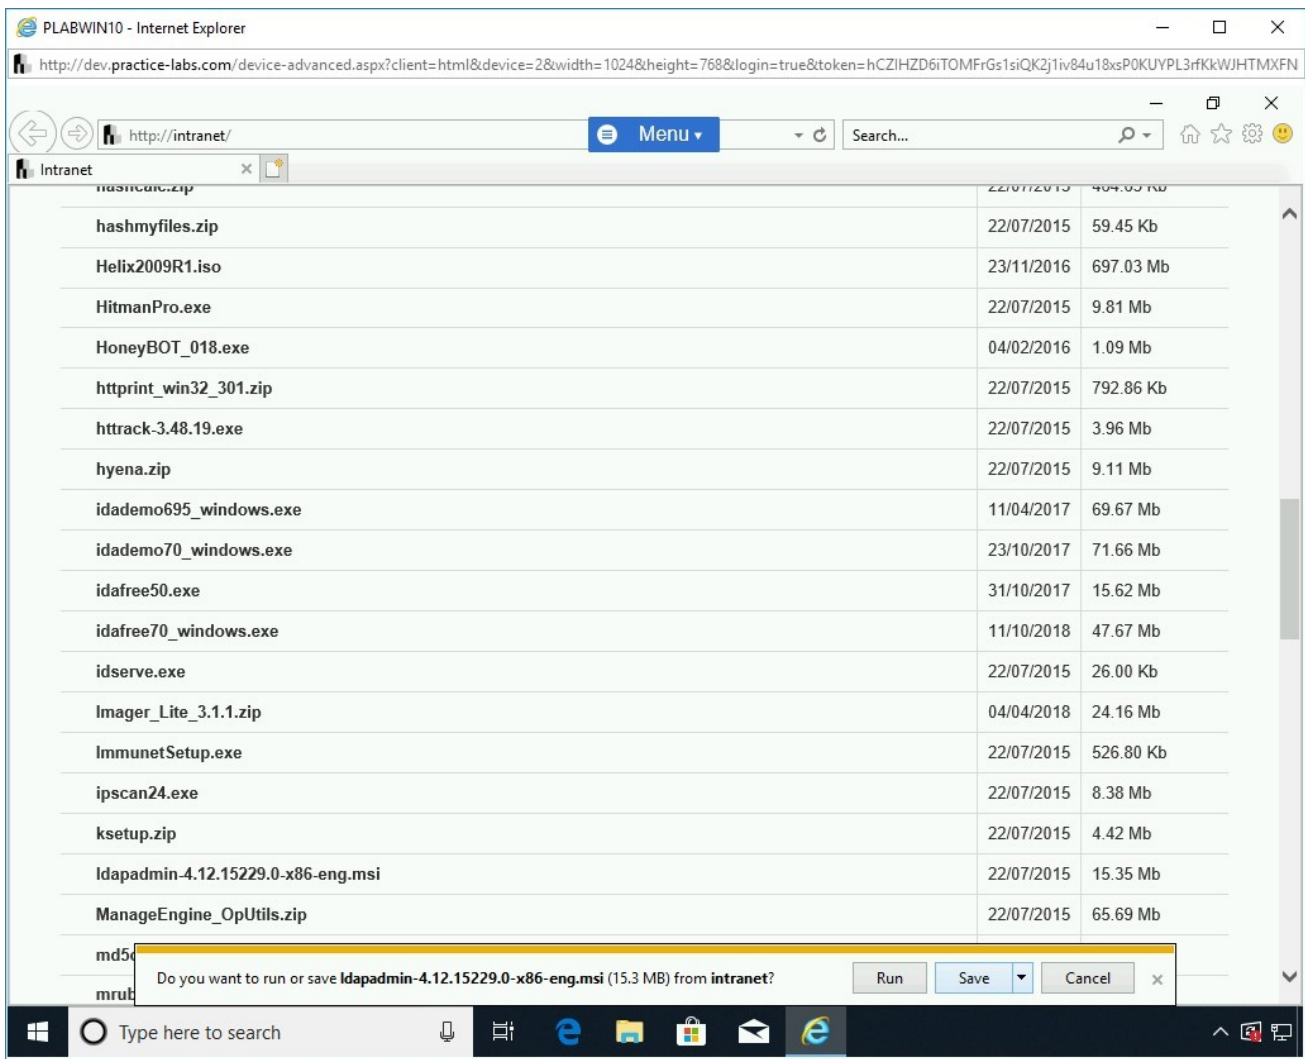 PLABWIN10 - Internet Explorer
http://dev.practice-labs.com/device-advanced.aspx?client=html&device=2&width=1024&height=768&login=true&token=hCZIHZD6iTOMFrGs1siQK2j1iv84u18xsP0KUYPL3rfKkWJHTMXFN
http://intranet/ Menu Search...
Intranet
hashcalc.zip 22/07/2015 464.65 Kb
hashmyfiles.zip 22/07/2015 59.45 Kb
Helix2009R1.iso 23/11/2016 697.03 Mb
HitmanPro.exe 22/07/2015 9.81 Mb
HoneyBOT_018.exe 04/02/2016 1.09 Mb
httprint_win32_301.zip 22/07/2015 792.86 Kb
httrack-3.48.19.exe 22/07/2015 3.96 Mb
hyena.zip 22/07/2015 9.11 Mb
idademo695_windows.exe 11/04/2017 69.67 Mb
idademo70_windows.exe 23/10/2017 71.66 Mb
idafree50.exe 31/10/2017 15.62 Mb
idafree70_windows.exe 11/10/2018 47.67 Mb
idserve.exe 22/07/2015 26.00 Kb
Imager_Lite_3.1.1.zip 04/04/2018 24.16 Mb
ImmunetSetup.exe 22/07/2015 526.80 Kb
ipscan24.exe 22/07/2015 8.38 Mb
ksetup.zip 22/07/2015 4.42 Mb
ldapadmin-4.12.15229.0-x86-eng.msi 22/07/2015 15.35 Mb
ManageEngine_OpUtils.zip 22/07/2015 65.69 Mb
md5
Do you want to run or save ldapadmin-4.12.15229.0-x86-eng.msi (15.3 MB) from intranet? Run Save Cancel
mrub
Type here to search